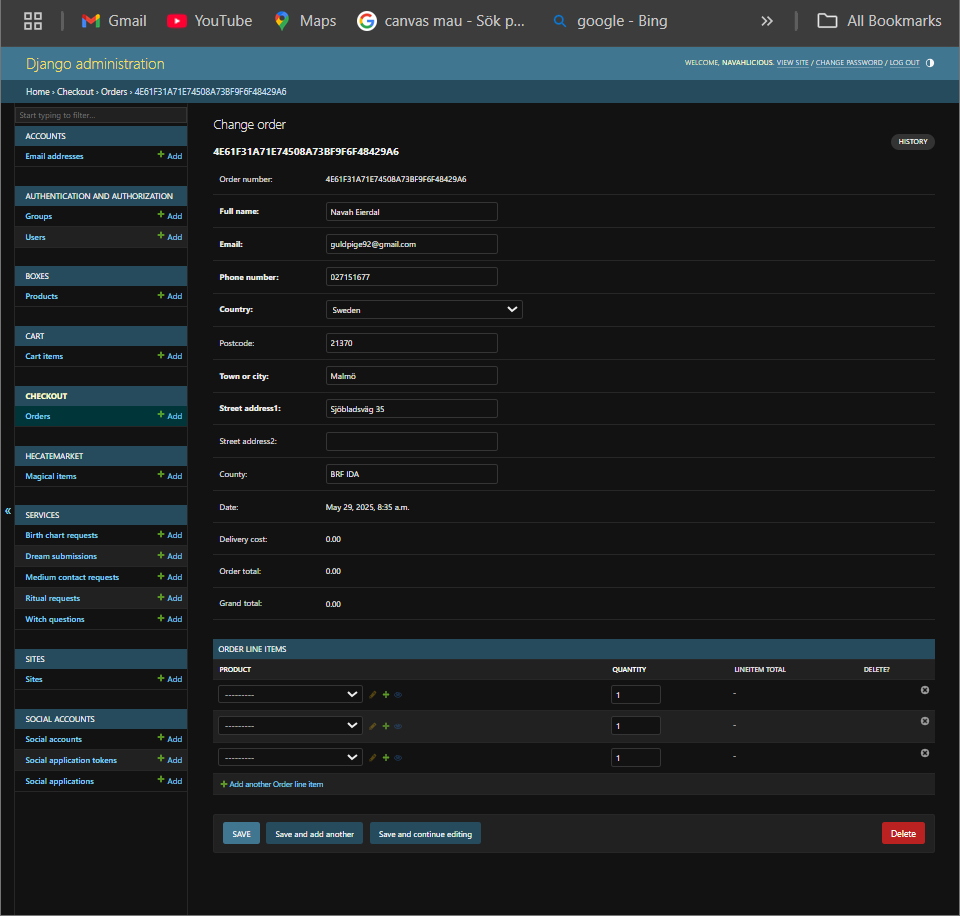 Gmail YouTube Maps canvas mau - Sök p... google - Bing » All Bookmarks
Django administration
WELCOME, NAVAHLICIOUS. VIEW SITE / CHANGE PASSWORD / LOG OUT
Home › Checkout › Orders › 4E61F31A71E74508A73BF9F6F48429A6
Start typing to filter...
ACCOUNTS
Email addresses + Add
AUTHENTICATION AND AUTHORIZATION
Groups + Add
Users + Add
BOXES
Products + Add
CART
Cart items + Add
CHECKOUT
Orders + Add
HECATEMARKET
Magical items + Add
SERVICES
Birth chart requests + Add
Dream submissions + Add
Medium contact requests + Add
Ritual requests + Add
Witch questions + Add
SITES
Sites + Add
SOCIAL ACCOUNTS
Social accounts + Add
Social application tokens + Add
Social applications + Add
«
Change order
HISTORY
4E61F31A71E74508A73BF9F6F48429A6
Order number: 4E61F31A71E74508A73BF9F6F48429A6
Full name: Navah Eierdal
Email: guldpige92@gmail.com
Phone number: 027151677
Country: Sweden
Postcode: 21370
Town or city: Malmö
Street address1: Sjöbladsväg 35
Street address2:
County: BRF IDA
Date: May 29, 2025, 8:35 a.m.
Delivery cost: 0.00
Order total: 0.00
Grand total: 0.00
ORDER LINE ITEMS
PRODUCT QUANTITY LINEITEM TOTAL DELETE?
--------- 1 -
--------- 1 -
--------- 1 -
+ Add another Order line item
SAVE Save and add another Save and continue editing Delete